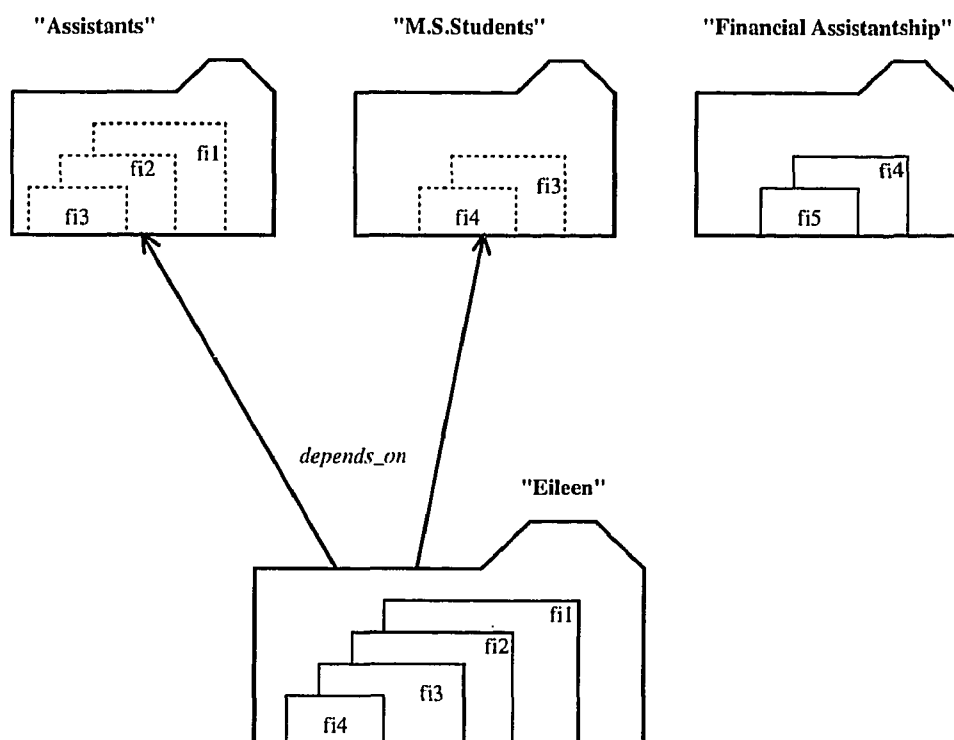 "Assistants"
"M.S.Students"
"Financial Assistantship"
fi1
fi2
fi3
fi3
fi4
fi4
fi5
depends_on
"Eileen"
fi1
fi2
fi3
fi4